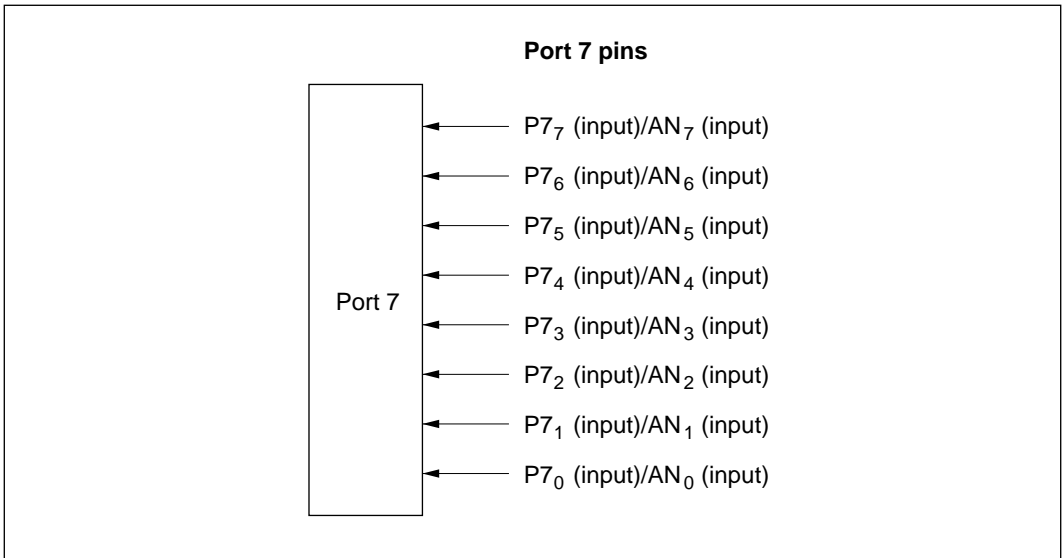 Port 7 pins
P7₇ (input)/AN₇ (input)
P7₆ (input)/AN₆ (input)
P7₅ (input)/AN₅ (input)
P7₄ (input)/AN₄ (input)
Port 7
P7₃ (input)/AN₃ (input)
P7₂ (input)/AN₂ (input)
P7₁ (input)/AN₁ (input)
P7₀ (input)/AN₀ (input)